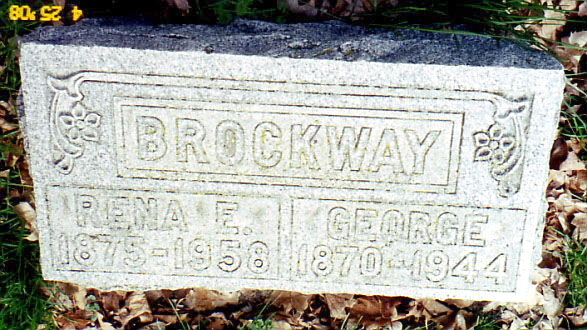 4 25 '08
BROCKWAY
RENA E.
1875-1958
GEORGE
1870-1944